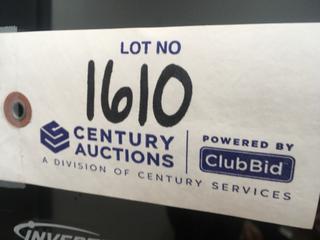 LOT NO
1610
CENTURY
AUCTIONS
POWERED BY
ClubBid
A DIVISION OF CENTURY SERVICES